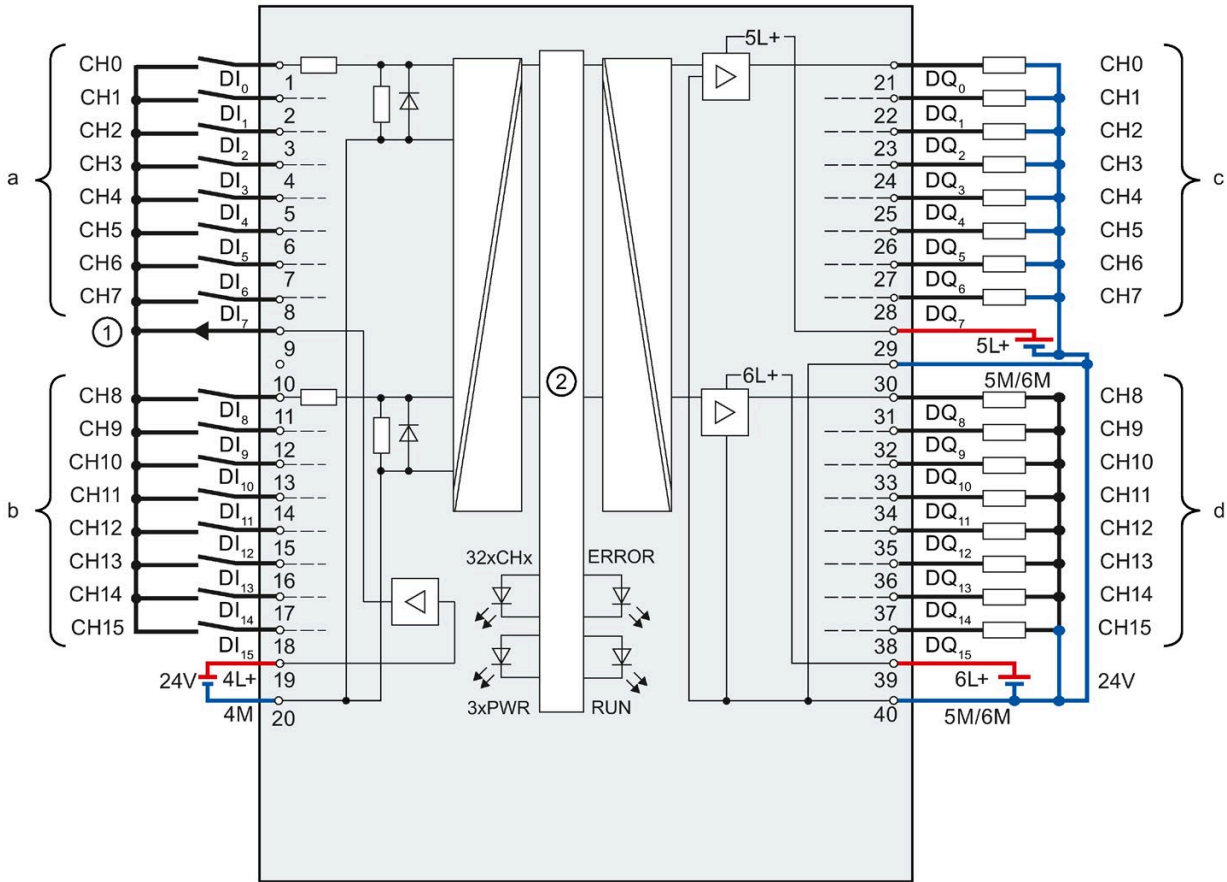 5L+
CH0 DI0 1 21 DQ0 CH0
CH1 DI1 2 22 DQ1 CH1
CH2 DI2 3 23 DQ2 CH2
CH3 DI3 4 24 DQ3 CH3
a CH4 DI4 5 25 DQ4 CH4 c
CH5 DI5 6 26 DQ5 CH5
CH6 DI6 7 27 DQ6 CH6
CH7 DI7 8 28 DQ7 CH7
1 9 29 5L+
5M/6M
6L+
2
CH8 DI8 10 30 DQ8 CH8
CH9 DI9 11 31 DQ9 CH9
CH10 DI10 12 32 DQ10 CH10
CH11 DI11 13 33 DQ11 CH11
b CH12 DI12 14 34 DQ12 CH12 d
CH13 DI13 15 35 DQ13 CH13
CH14 DI14 16 36 DQ14 CH14
CH15 DI15 17 37 DQ15 CH15
18 38
32xCHx ERROR
24V 4L+ 19 39 6L+ 24V
4M 20 3xPWR RUN 40 5M/6M